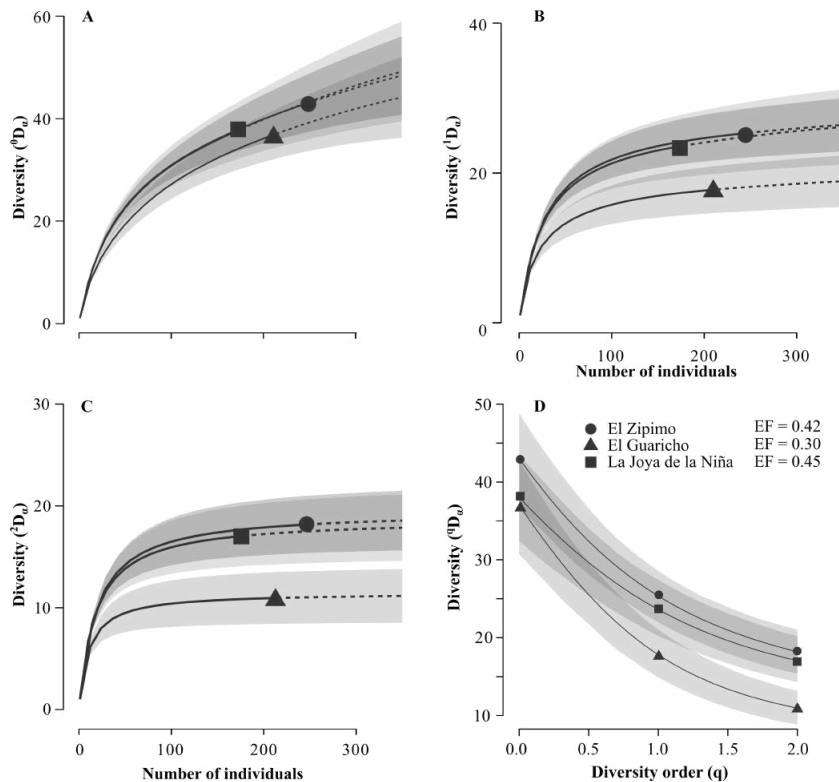 A
60
40
20
0
Diversity (⁰Dα)
B
40
20
0
Diversity (¹Dα)
0 100 200 300
Number of individuals
C
30
20
10
0
Diversity (²Dα)
0 100 200 300
Number of individuals
D
El Zipimo EF = 0.42
El Guaricho EF = 0.30
La Joya de la Niña EF = 0.45
50
40
30
20
10
Diversity (qDα)
0.0 0.5 1.0 1.5 2.0
Diversity order (q)